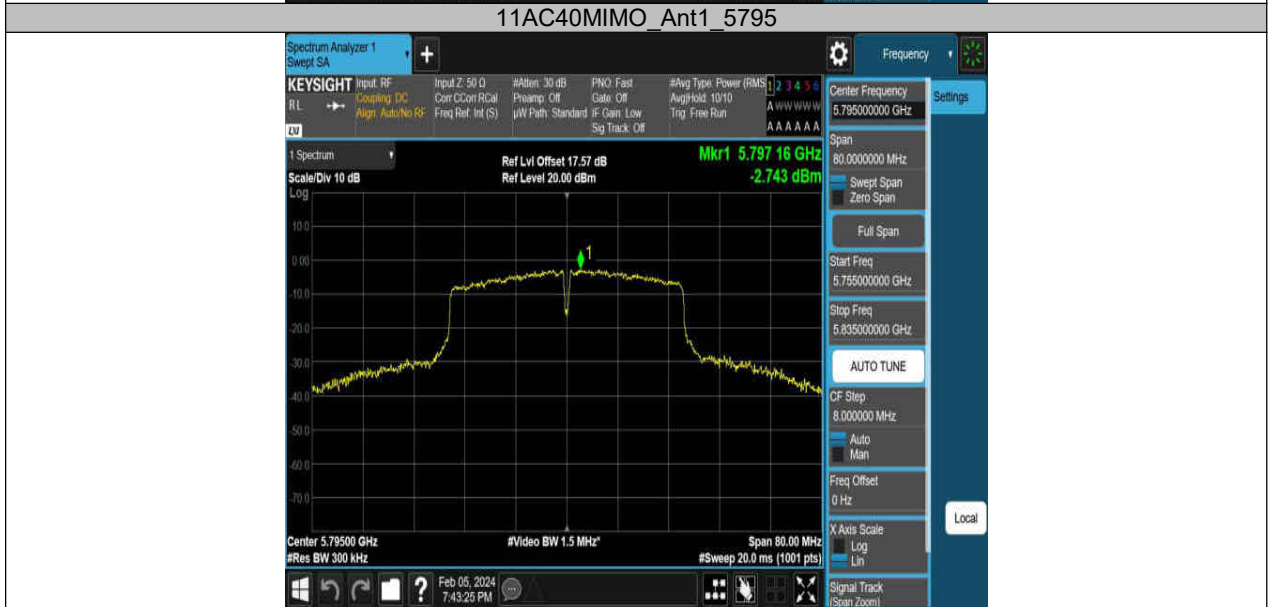 11AC40MIMO_Ant1_5795
Spectrum Analyzer 1
Swept SA
+
Frequency
KEYSIGHT
RL
Input: RF
Coupling: DC
Align: Auto/No RF
Input Z: 50 Ω
Corr CCorr RCal
Freq Ref: Int (S)
#Atten: 30 dB
Preamp: Off
µW Path: Standard
PNO: Fast
Gate: Off
IF Gain: Low
Sig Track: Off
#Avg Type: Power (RMS
Avg|Hold: 10/10
Trig: Free Run
1 2 3 4 5 6
A W W W W W
A A A A A A
1 Spectrum
Scale/Div 10 dB
Log
Ref Lvl Offset 17.57 dB
Ref Level 20.00 dBm
Mkr1 5.797 16 GHz
-2.743 dBm
1
10.0
0.00
-10.0
-20.0
-30.0
-40.0
-50.0
-60.0
-70.0
Center 5.79500 GHz
#Res BW 300 kHz
#Video BW 1.5 MHz*
Span 80.00 MHz
#Sweep 20.0 ms (1001 pts)
?
Feb 05, 2024
7:43:25 PM
Center Frequency
5.795000000 GHz
Settings
Span
80.0000000 MHz
Swept Span
Zero Span
Full Span
Start Freq
5.755000000 GHz
Stop Freq
5.835000000 GHz
AUTO TUNE
CF Step
8.000000 MHz
Auto
Man
Freq Offset
0 Hz
X Axis Scale
Log
Lin
Local
Signal Track
(Span Zoom)